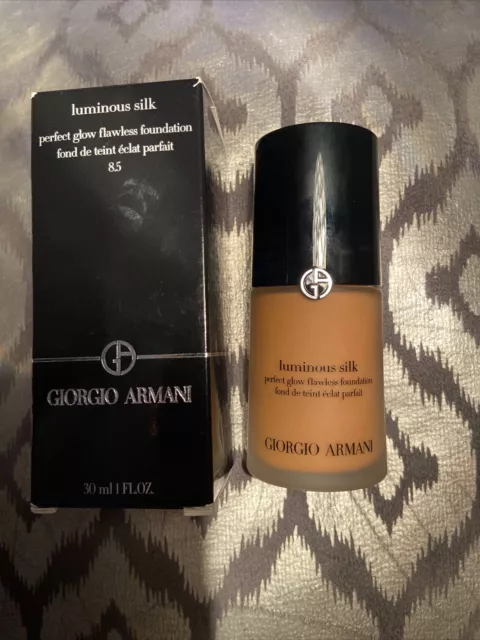 luminous silk
perfect glow flawless foundation
fond de teint éclat parfait
8.5
GIORGIO ARMANI
30 ml 1 FL.OZ.
luminous silk
perfect glow flawless foundation
fond de teint éclat parfait
GIORGIO ARMANI